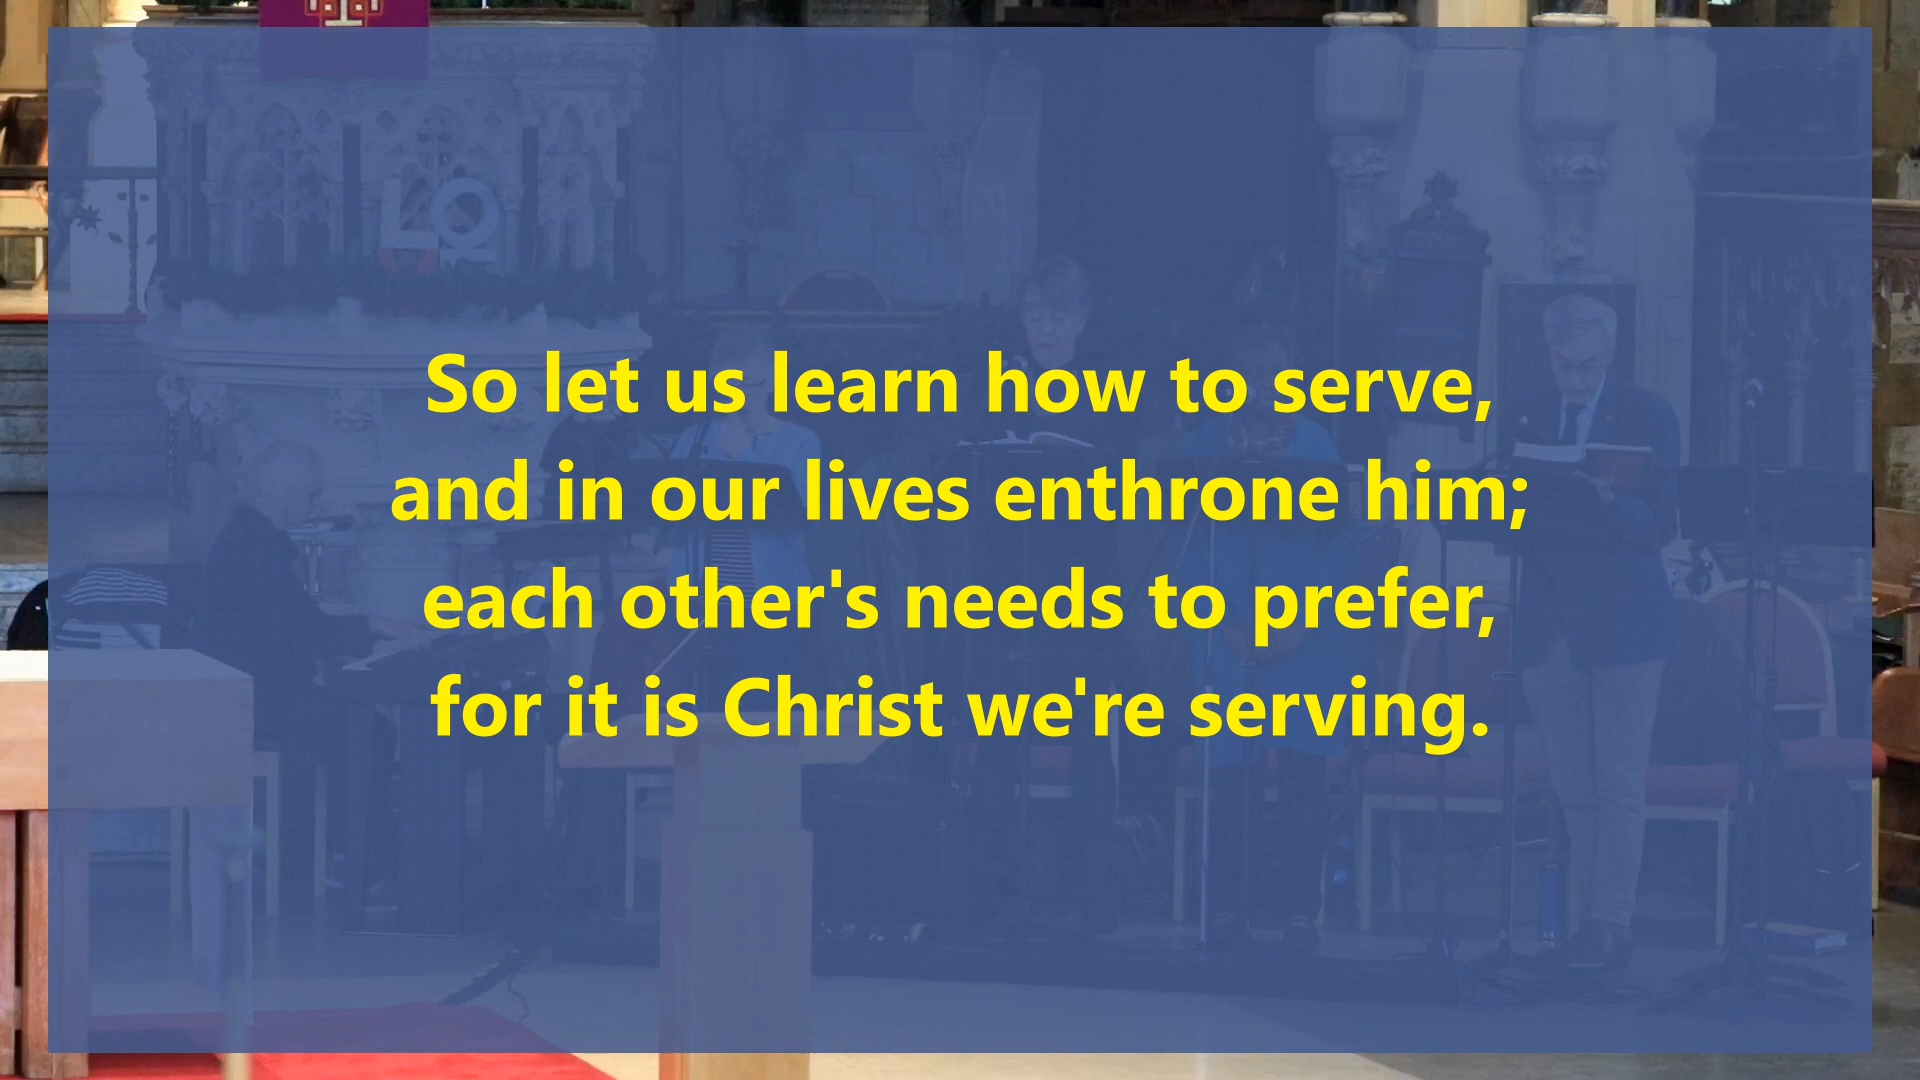 LO
So let us learn how to serve,
and in our lives enthrone him;
each other's needs to prefer,
for it is Christ we're serving.